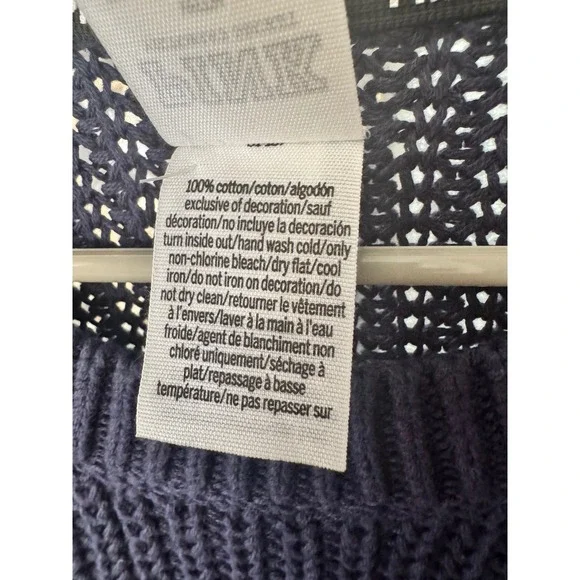 PINK
100% cotton/coton/algodón
exclusive of decoration/sauf
décoration/no incluye la decoración
turn inside out/hand wash cold/only
non-chlorine bleach/dry flat/cool
iron/do not iron on decoration/do
not dry clean/retourner le vêtement
à l'envers/laver à la main à l'eau
froide/agent de blanchiment non
chloré uniquement/séchage à
plat/repassage à basse
température/ne pas repasser sur